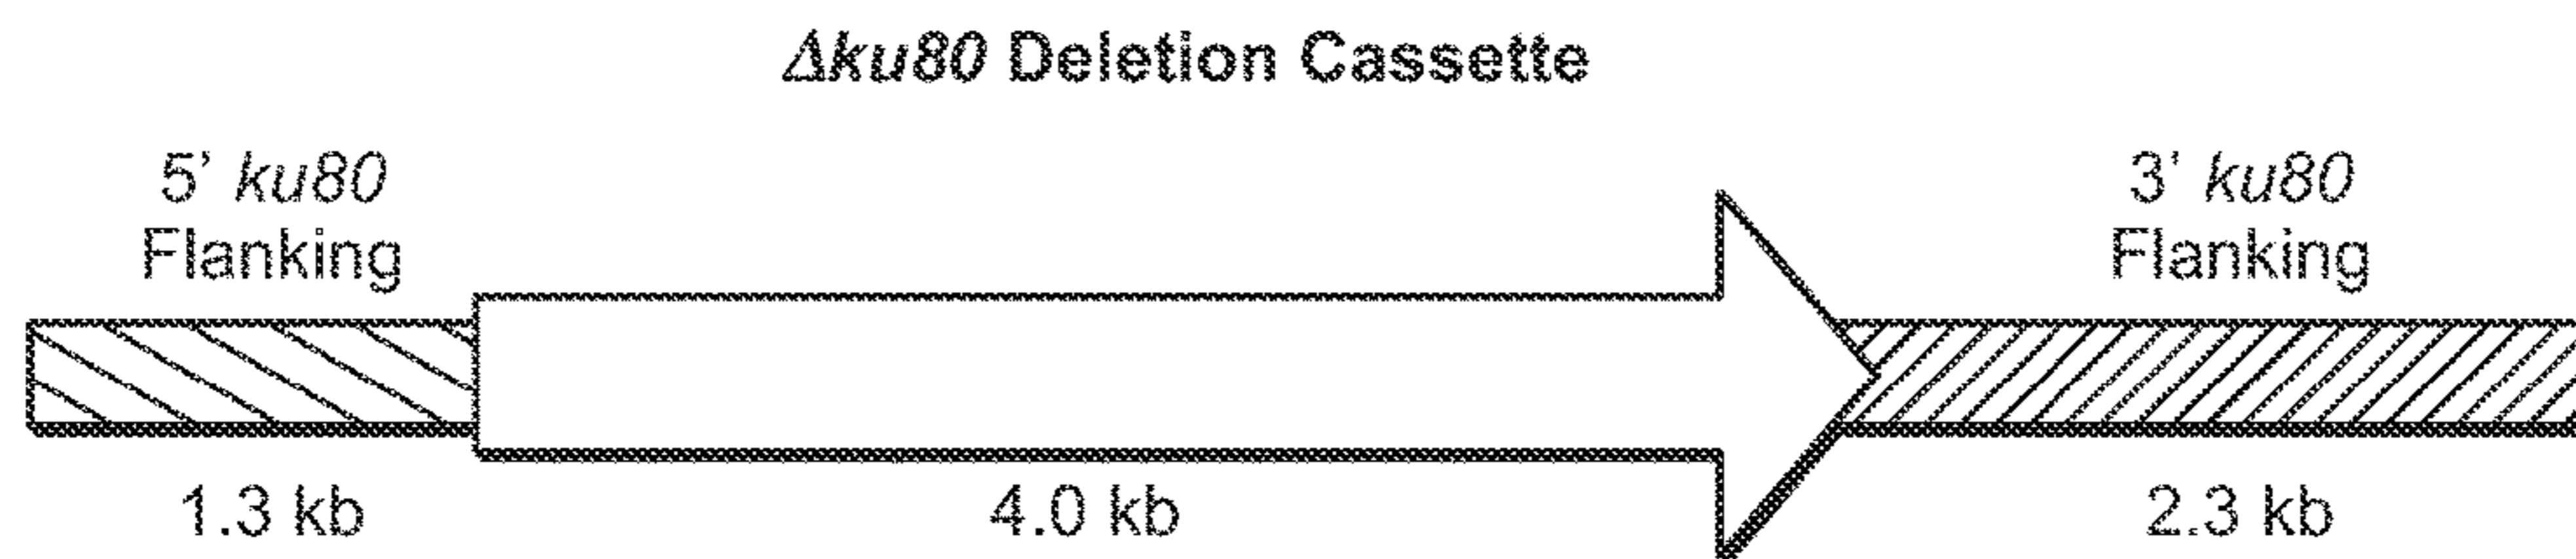 Δku80 Deletion Cassette
5' ku80
Flanking
3' ku80
Flanking
1.3 kb
4.0 kb
2.3 kb